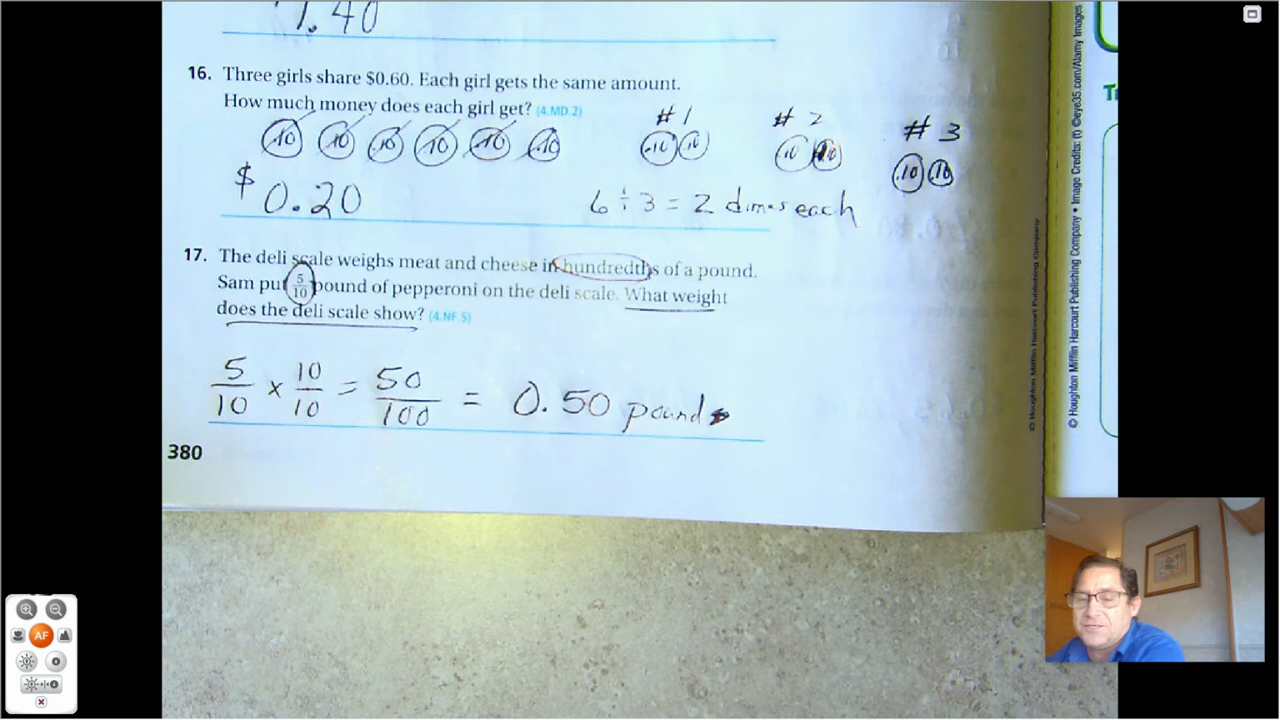 7.40
16. Three girls share $0.60. Each girl gets the same amount.
How much money does each girl get? (4.MD.2)
10 10 10 10 10 10
#1 #2 #3
.10 10 10 10 .10 .10
$0.20
6 ÷ 3 = 2 dimes each
17. The deli scale weighs meat and cheese in hundredths of a pound.
Sam put 5/10 pound of pepperoni on the deli scale. What weight
does the deli scale show? (4.NF.5)
5/10 × 10/10 = 50/100 = 0.50 pound
380
© Houghton Mifflin Harcourt Publishing Company
© Houghton Mifflin Harcourt Publishing Company • Image Credits: (t) ©eye35.com/Alamy Images
AF